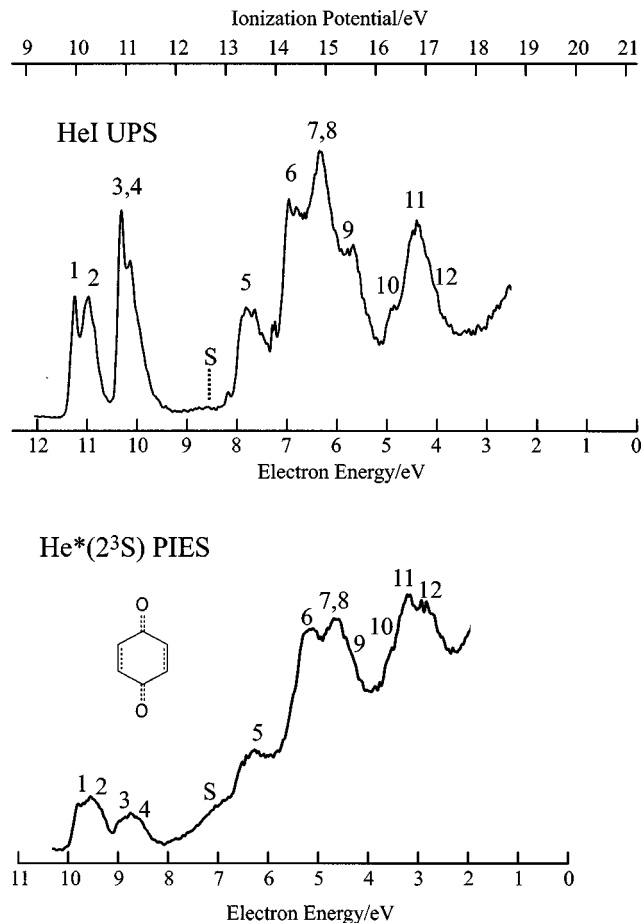 Ionization Potential/eV
9 10 11 12 13 14 15 16 17 18 19 20 21
HeI UPS
7,8
6
3,4
11
9
1 2
5
10 12
S
12 11 10 9 8 7 6 5 4 3 2 1 0
Electron Energy/eV
He*(2³S) PIES
O
O
11
12
7,8
6
10
9
5
S
1 2
3
4
11 10 9 8 7 6 5 4 3 2 1 0
Electron Energy/eV